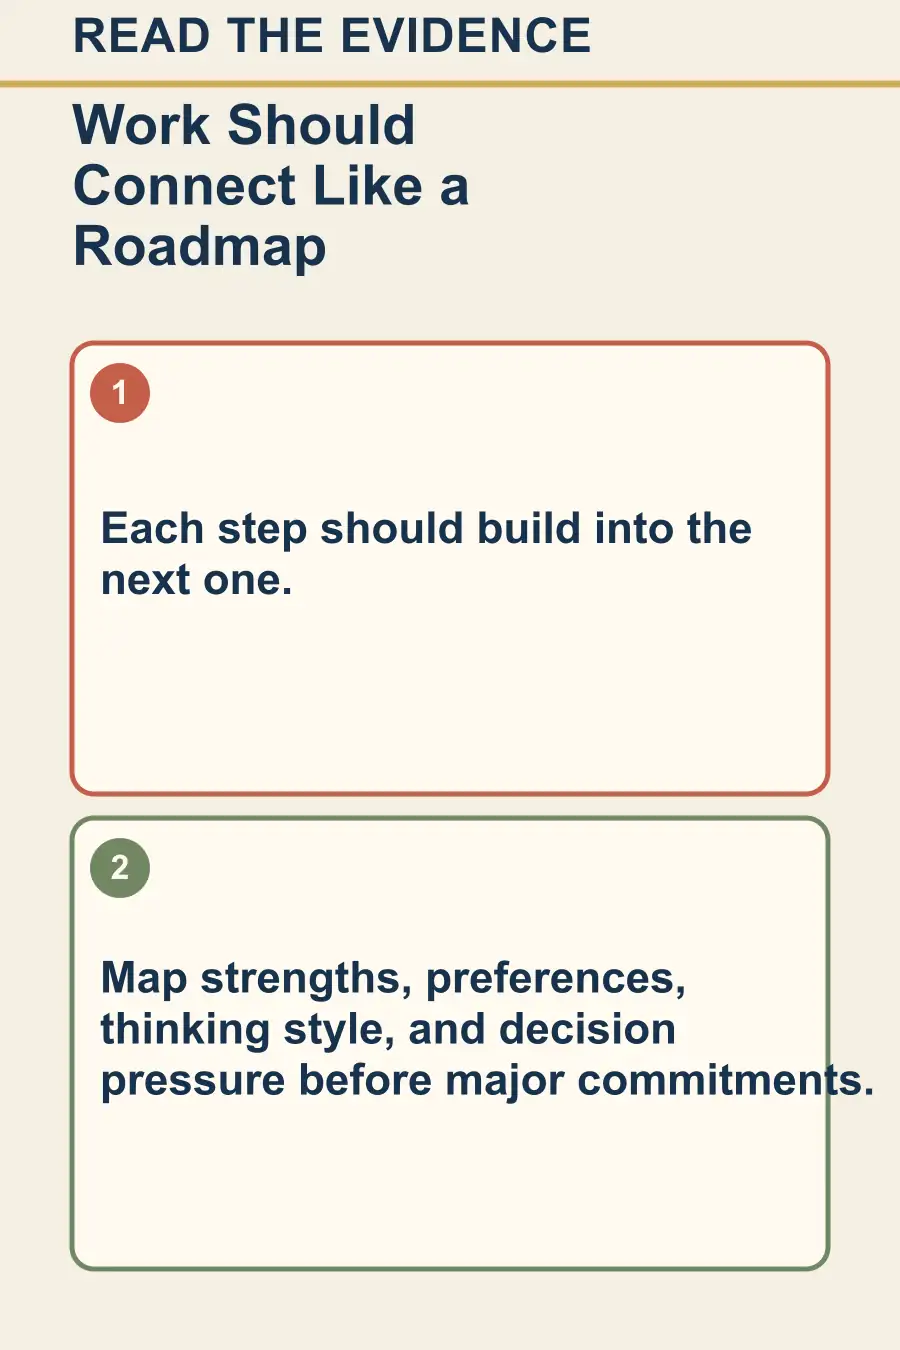 READ THE EVIDENCE
Work Should
Connect Like a
Roadmap
1
Each step should build into the
next one.
2
Map strengths, preferences,
thinking style, and decision
pressure before major commitments.